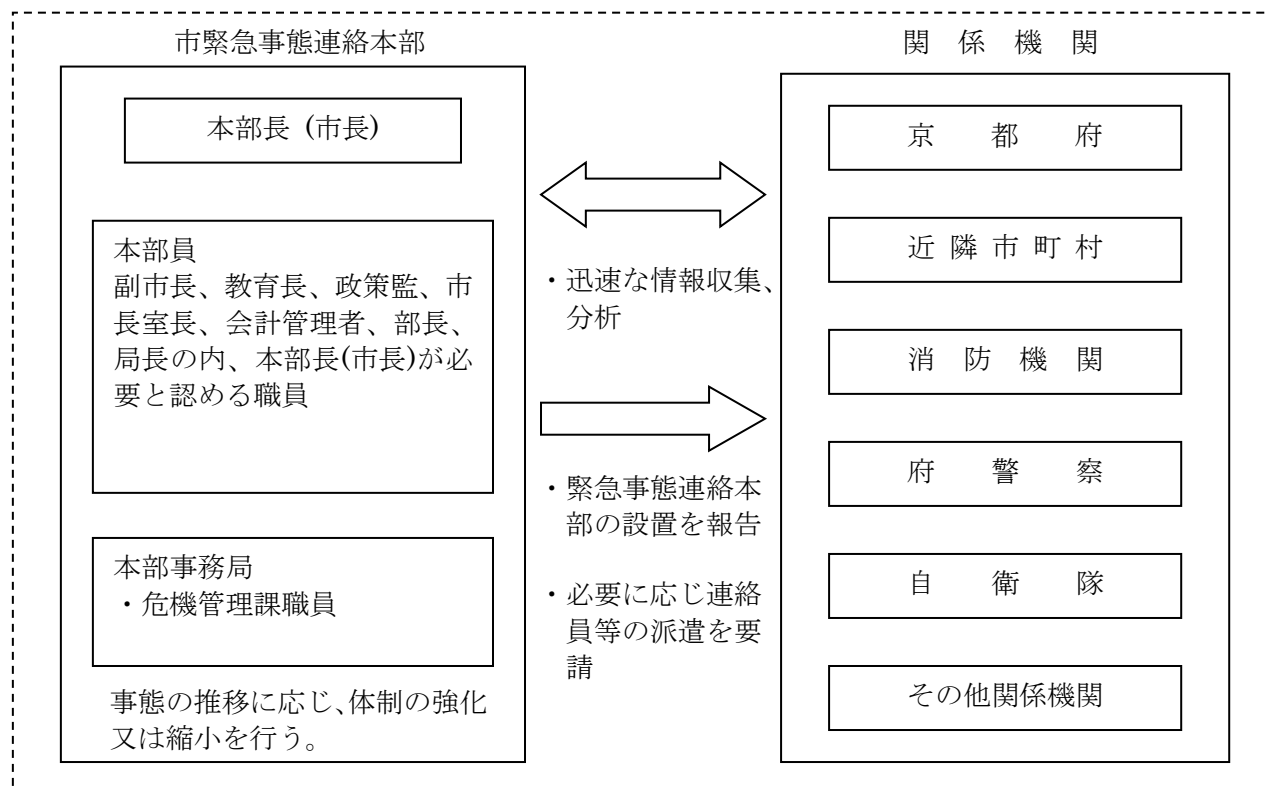 市緊急事態連絡本部
本部長 (市長)
本部員
副市長、教育長、政策監、市
長室長、会計管理者、部長、
局長の内、本部長(市長)が必
要と認める職員
本部事務局
・危機管理課職員
事態の推移に応じ、体制の強化
又は縮小を行う。
・迅速な情報収集、
分析
・緊急事態連絡本
部の設置を報告
・必要に応じ連絡
員等の派遣を要
請
関 係 機 関
京 都 府
近 隣 市 町 村
消 防 機 関
府 警 察
自 衛 隊
その他関係機関